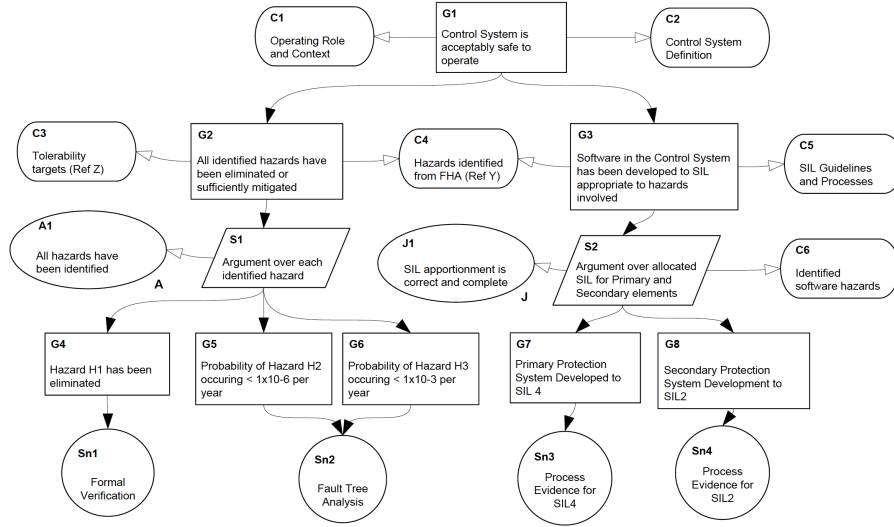 C1
Operating Role
and Context
G1
Control System is
acceptably safe to
operate
C2
Control System
Definition
C3
Tolerability
targets (Ref Z)
G2
All identified hazards have
been eliminated or
sufficiently mitigated
C4
Hazards identified
from FHA (Ref Y)
G3
Software in the Control System
has been developed to SIL
appropriate to hazards
involved
C5
SIL Guidelines
and Processes
A1
All hazards have
been identified
A
S1
Argument over each
identified hazard
J1
SIL apportionment is
correct and complete
J
S2
Argument over allocated
SIL for Primary and
Secondary elements
C6
Identified
software hazards
G4
Hazard H1 has been
eliminated
G5
Probability of Hazard H2
occuring < 1x10-6 per
year
G6
Probability of Hazard H3
occuring < 1x10-3 per
year
G7
Primary Protection
System Developed to
SIL 4
G8
Secondary Protection
System Development to
SIL2
Sn1
Formal
Verification
Sn2
Fault Tree
Analysis
Sn3
Process
Evidence for
SIL4
Sn4
Process
Evidence for
SIL2